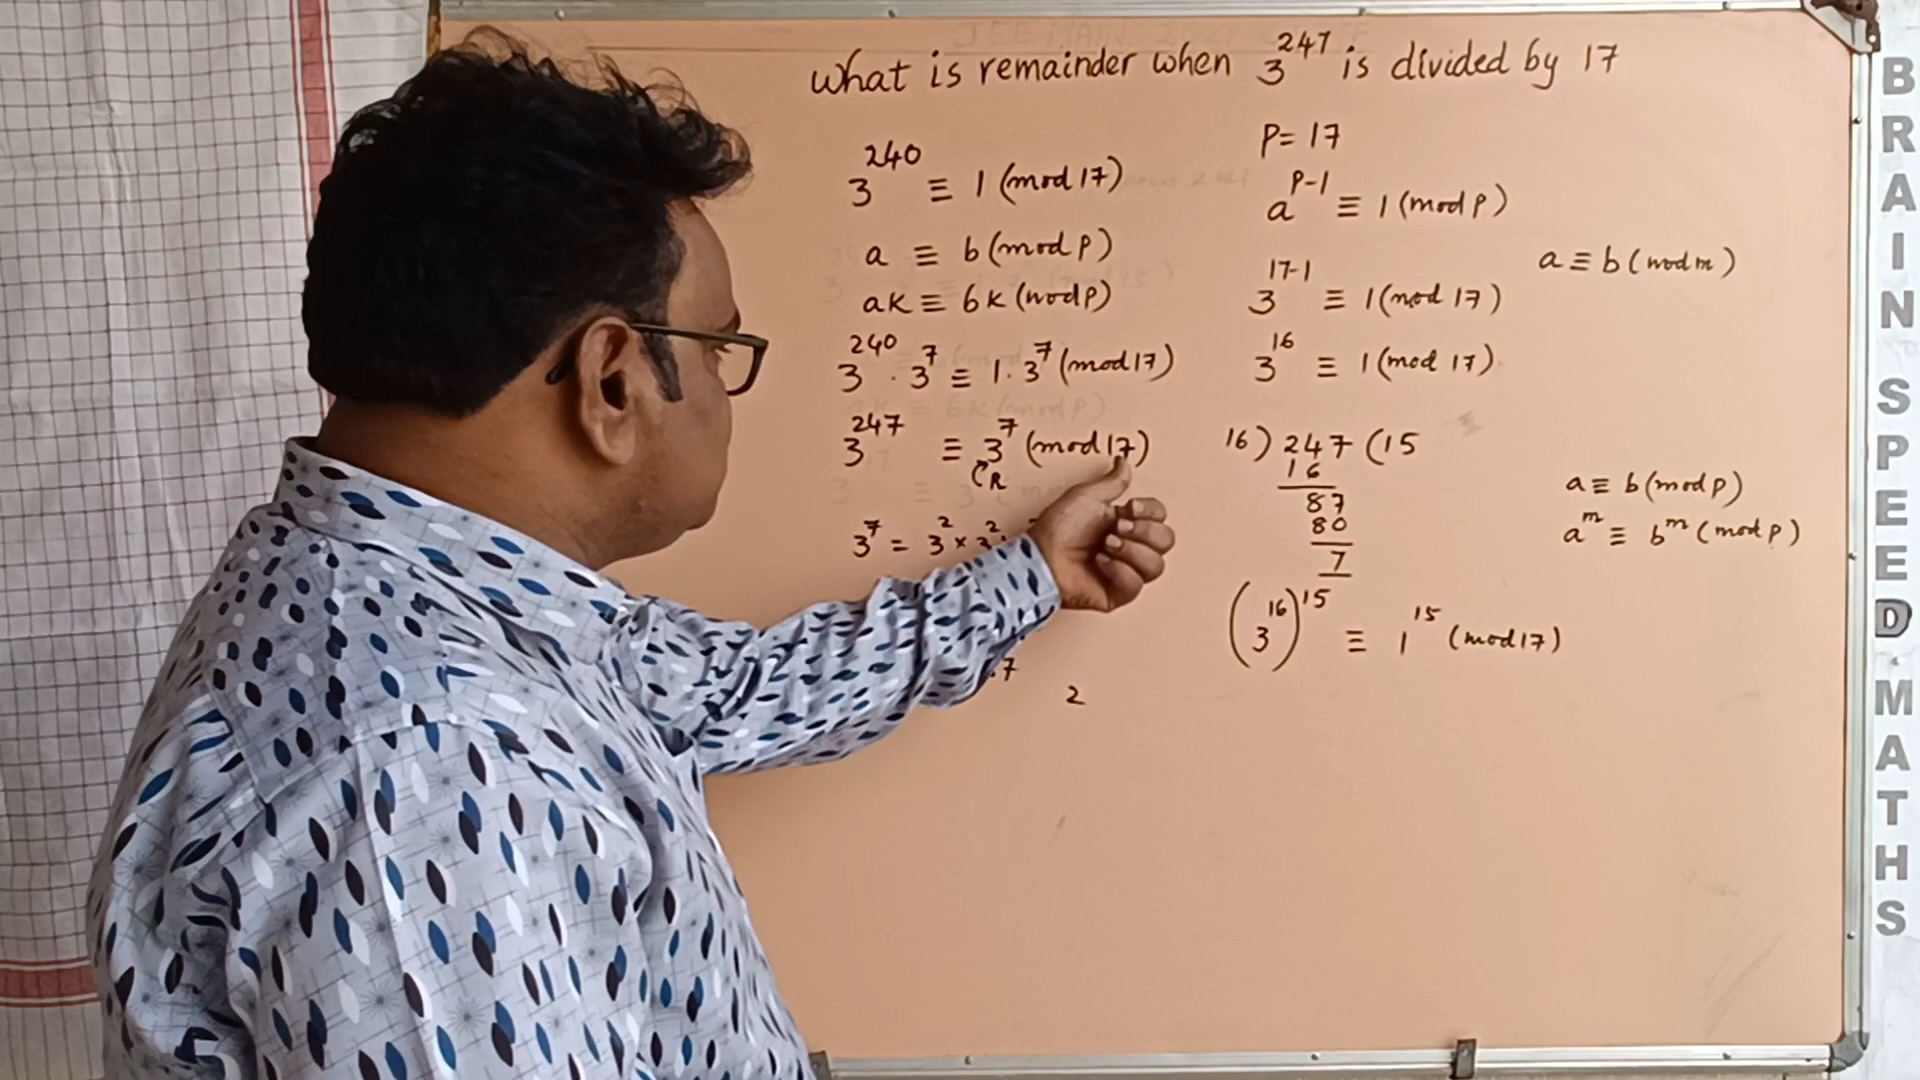 What is remainder when 3^247 is divided by 17
3^240 ≡ 1 (mod 17)
a ≡ b (mod p)
ak ≡ bk (mod p)
3^240 · 3^7 ≡ 1 · 3^7 (mod 17)
3^247 ≡ 3^7 (mod 17)
R
3^7 = 3^2 × 3^2
7
2
P = 17
a^p-1 ≡ 1 (mod p)
3^17-1 ≡ 1 (mod 17)
3^16 ≡ 1 (mod 17)
16 ) 247 ( 15
16
87
80
7
(3^16)^15 ≡ 1^15 (mod 17)
a ≡ b (mod m)
a ≡ b (mod p)
a^m ≡ b^m (mod p)
BRAIN SPEED MATHS